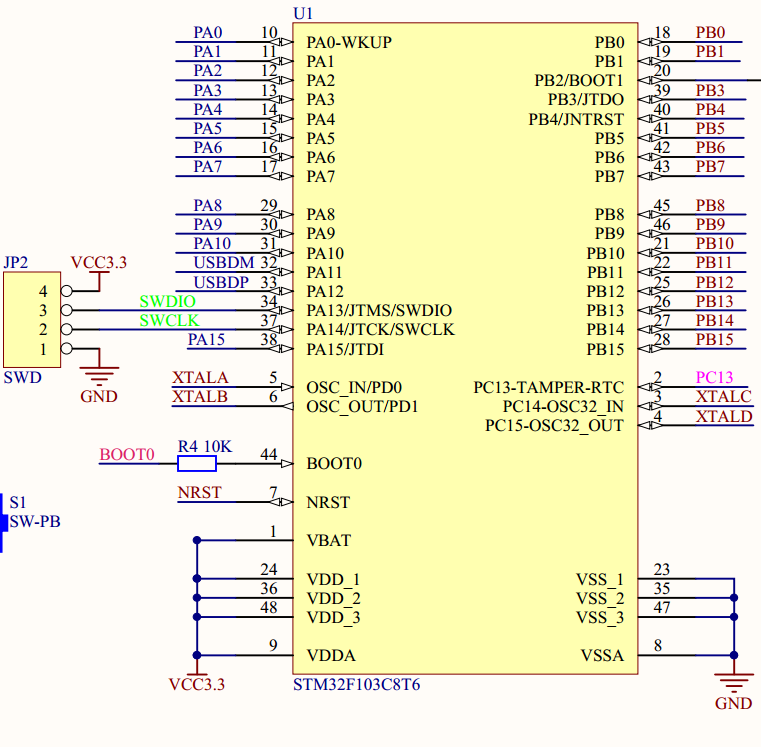 U1
PA0 10 PA0-WKUP PB0 18 PB0
PA1 11 PA1 PB1 19 PB1
PA2 12 PA2 PB2/BOOT1 20
PA3 13 PA3 PB3/JTDO 39 PB3
PA4 14 PA4 PB4/JNTRST 40 PB4
PA5 15 PA5 PB5 41 PB5
PA6 16 PA6 PB6 42 PB6
PA7 17 PA7 PB7 43 PB7
PA8 29 PA8 PB8 45 PB8
PA9 30 PA9 PB9 46 PB9
PA10 31 PA10 PB10 21 PB10
JP2 VCC3.3 USBDM 32 PA11 PB11 22 PB11
4 USBDP 33 PA12 PB12 25 PB12
3 SWDIO 34 PA13/JTMS/SWDIO PB13 26 PB13
2 SWCLK 37 PA14/JTCK/SWCLK PB14 27 PB14
1 PA15 38 PA15/JTDI PB15 28 PB15
SWD
GND
XTALA 5 OSC_IN/PD0 PC13-TAMPER-RTC 2 PC13
XTALB 6 OSC_OUT/PD1 PC14-OSC32_IN 3 XTALC
PC15-OSC32_OUT 4 XTALD
BOOT0 R4 10K 44 BOOT0
NRST 7 NRST
S1
SW-PB
1 VBAT
24 VDD_1 VSS_1 23
36 VDD_2 VSS_2 35
48 VDD_3 VSS_3 47
9 VDDA VSSA 8
VCC3.3 STM32F103C8T6
GND